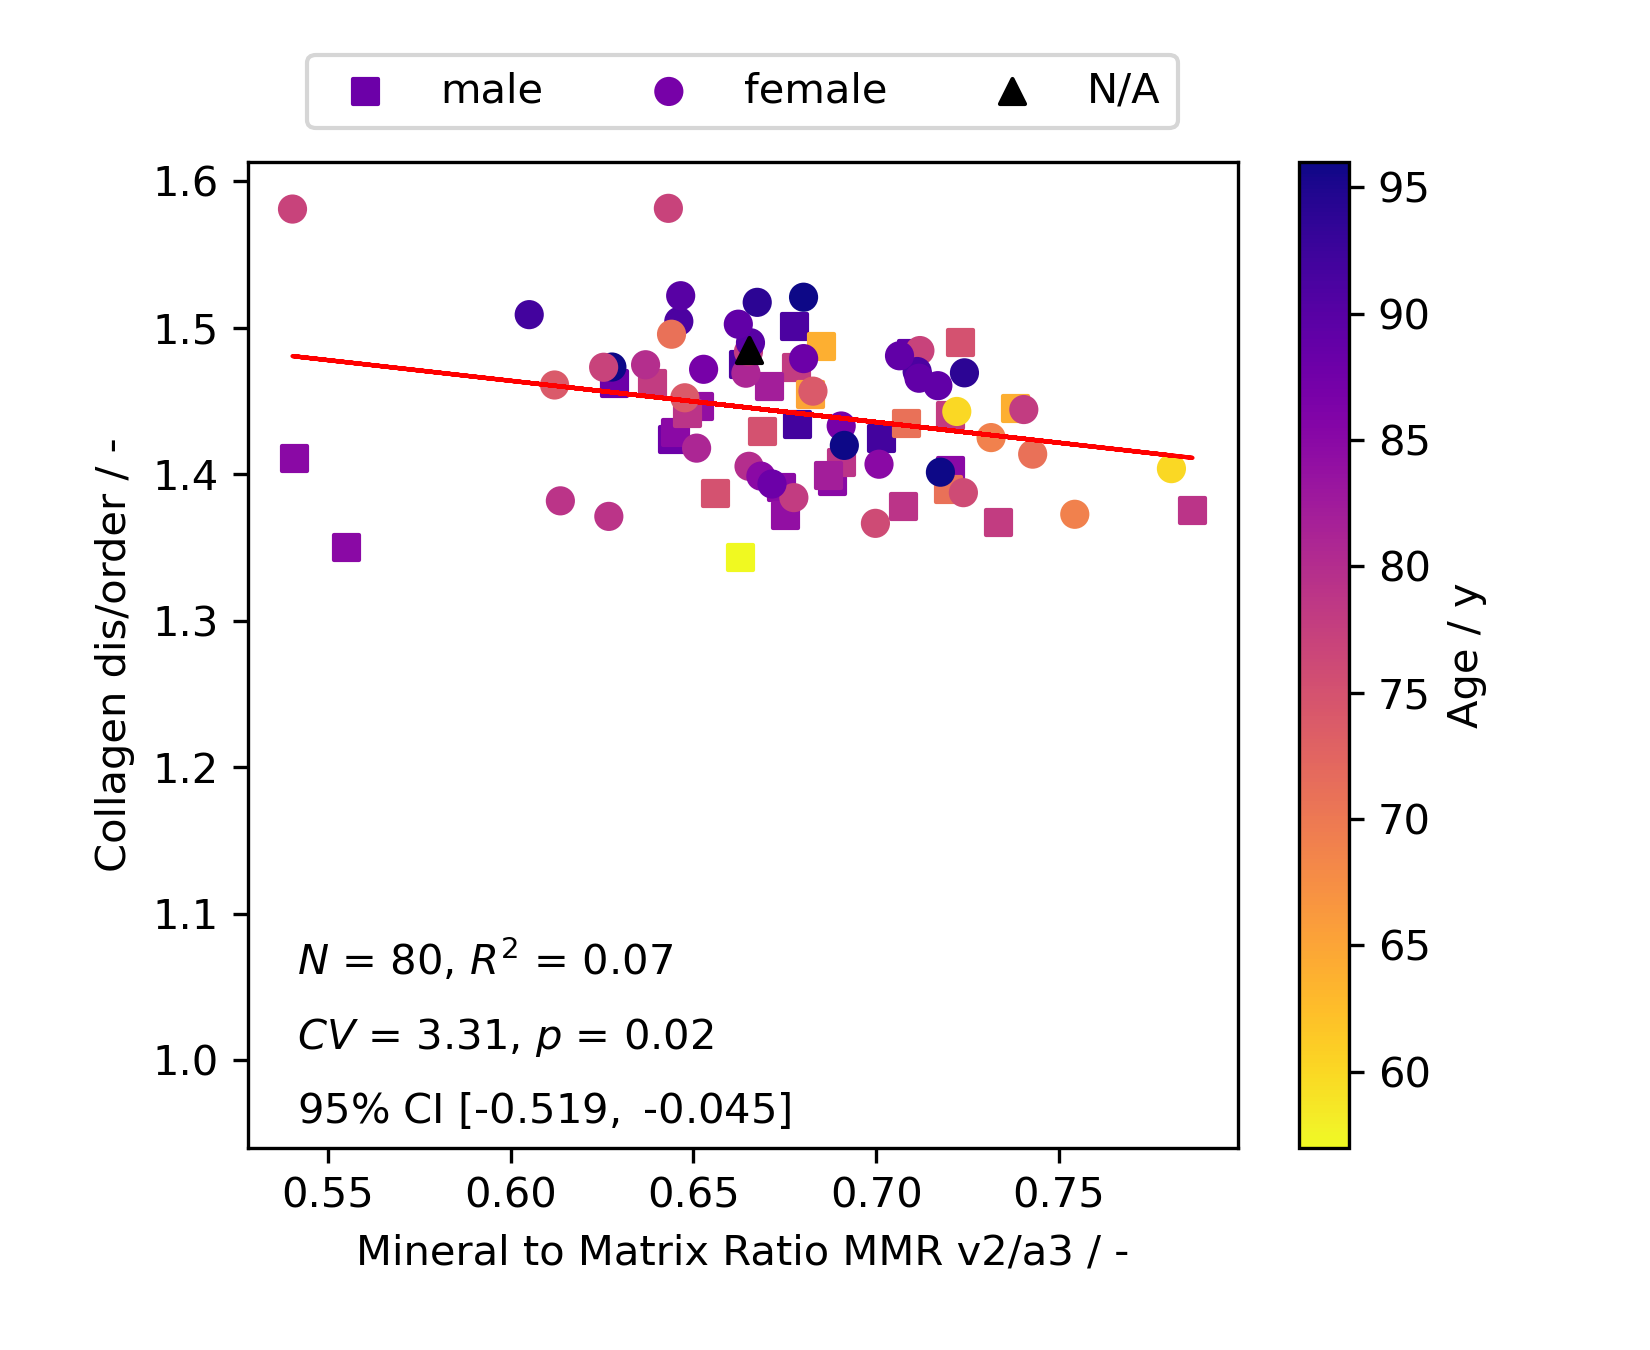 male female N/A
1.6
1.5
1.4
1.3
1.2
1.1
1.0
Collagen dis/order / -
N = 80, R² = 0.07
CV = 3.31, p = 0.02
95% CI [-0.519, -0.045]
0.55 0.60 0.65 0.70 0.75
Mineral to Matrix Ratio MMR v2/a3 / -
95
90
85
80
75
70
65
60
Age / y